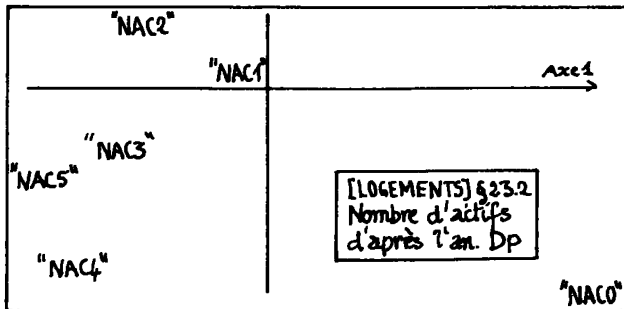 "NAC2"
"NAC1"
Axe1
"NAC3"
"NAC5"
[LOGEMENTS] §23.2
Nombre d'actifs
d'après l'an. Dp
"NAC4"
"NAC0"